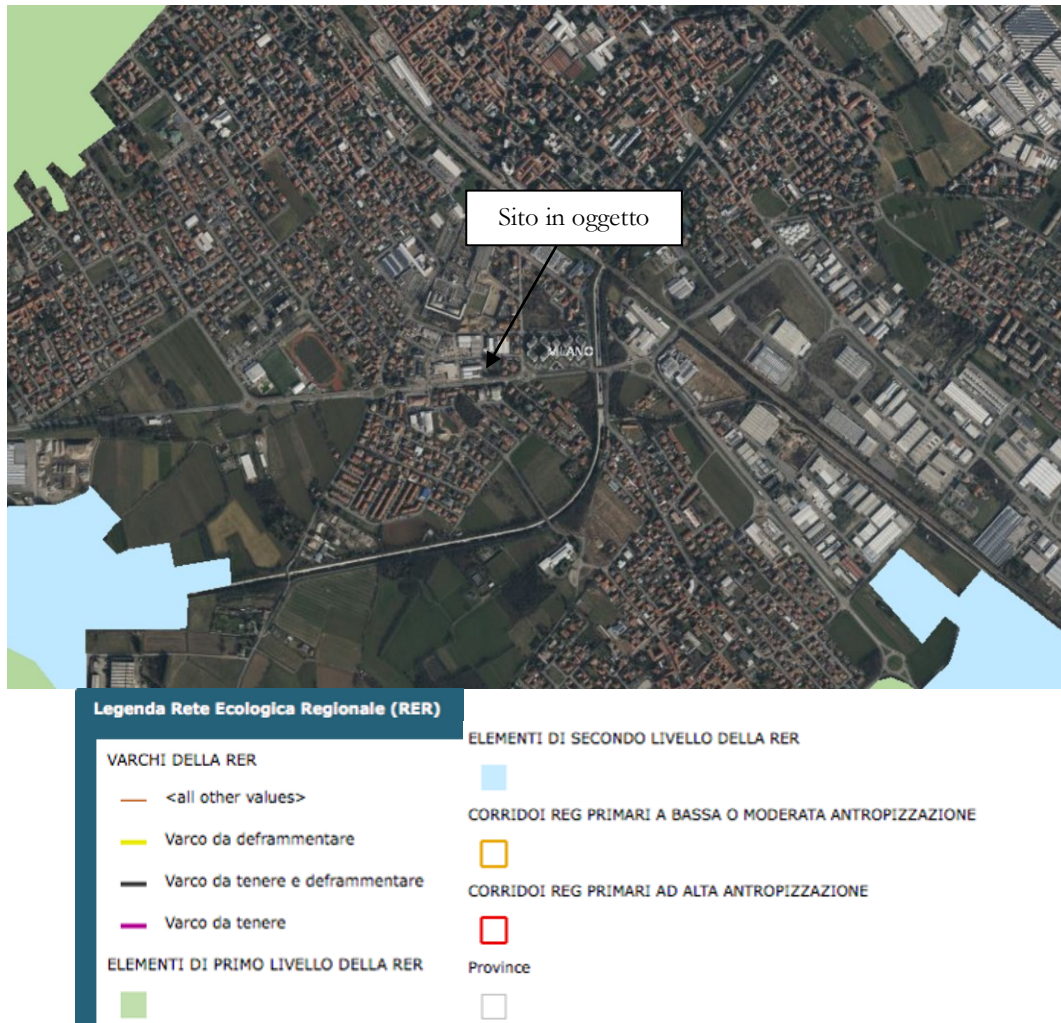 Sito in oggetto
MILANO
Legenda Rete Ecologica Regionale (RER)
VARCHI DELLA RER
<all other values>
Varco da deframmentare
Varco da tenere e deframmentare
Varco da tenere
ELEMENTI DI PRIMO LIVELLO DELLA RER
ELEMENTI DI SECONDO LIVELLO DELLA RER
CORRIDOI REG PRIMARI A BASSA O MODERATA ANTROPIZZAZIONE
CORRIDOI REG PRIMARI AD ALTA ANTROPIZZAZIONE
Province